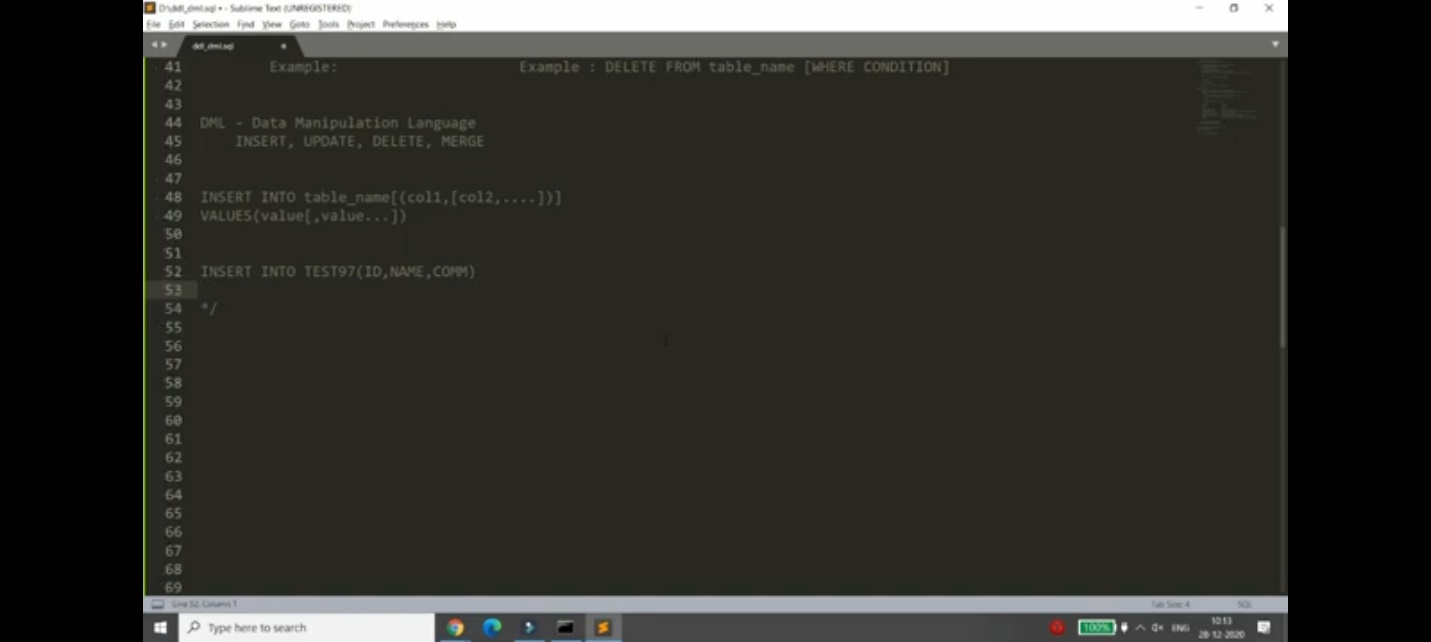 D:\ddl_dml.sql • - Sublime Text (UNREGISTERED)
File Edit Selection Find View Goto Tools Project Preferences Help
ddl_dml.sql
41 Example: Example : DELETE FROM table_name [WHERE CONDITION]
42
43
44 DML - Data Manipulation Language
45 INSERT, UPDATE, DELETE, MERGE
46
47
48 INSERT INTO table_name[(col1,[col2,....])]
49 VALUES(value[,value...])
50
51
52 INSERT INTO TEST97(ID,NAME,COMM)
53
54 */
55
56
57
58
59
60
61
62
63
64
65
66
67
68
69
Line 52, Column 1 Tab Size: 4 SQL
Type here to search 100% ENG 10:13
28-12-2020